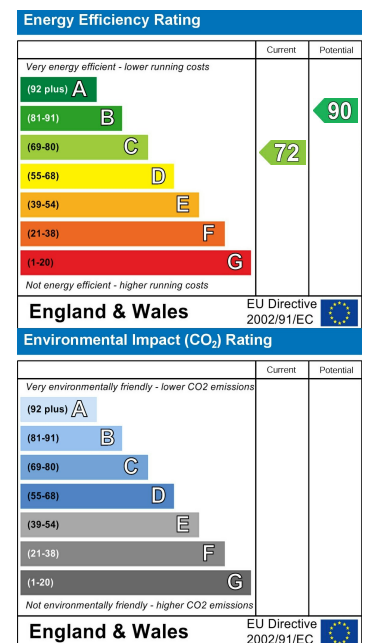 Energy Efficiency Rating
Current Potential
Very energy efficient - lower running costs
(92 plus) A
(81-91) B
90
(69-80) C
72
(55-68) D
(39-54) E
(21-38) F
(1-20) G
Not energy efficient - higher running costs
England & Wales
EU Directive
2002/91/EC
Environmental Impact (CO₂) Rating
Current Potential
Very environmentally friendly - lower CO2 emissions
(92 plus) A
(81-91) B
(69-80) C
(55-68) D
(39-54) E
(21-38) F
(1-20) G
Not environmentally friendly - higher CO2 emissions
England & Wales
EU Directive
2002/91/EC